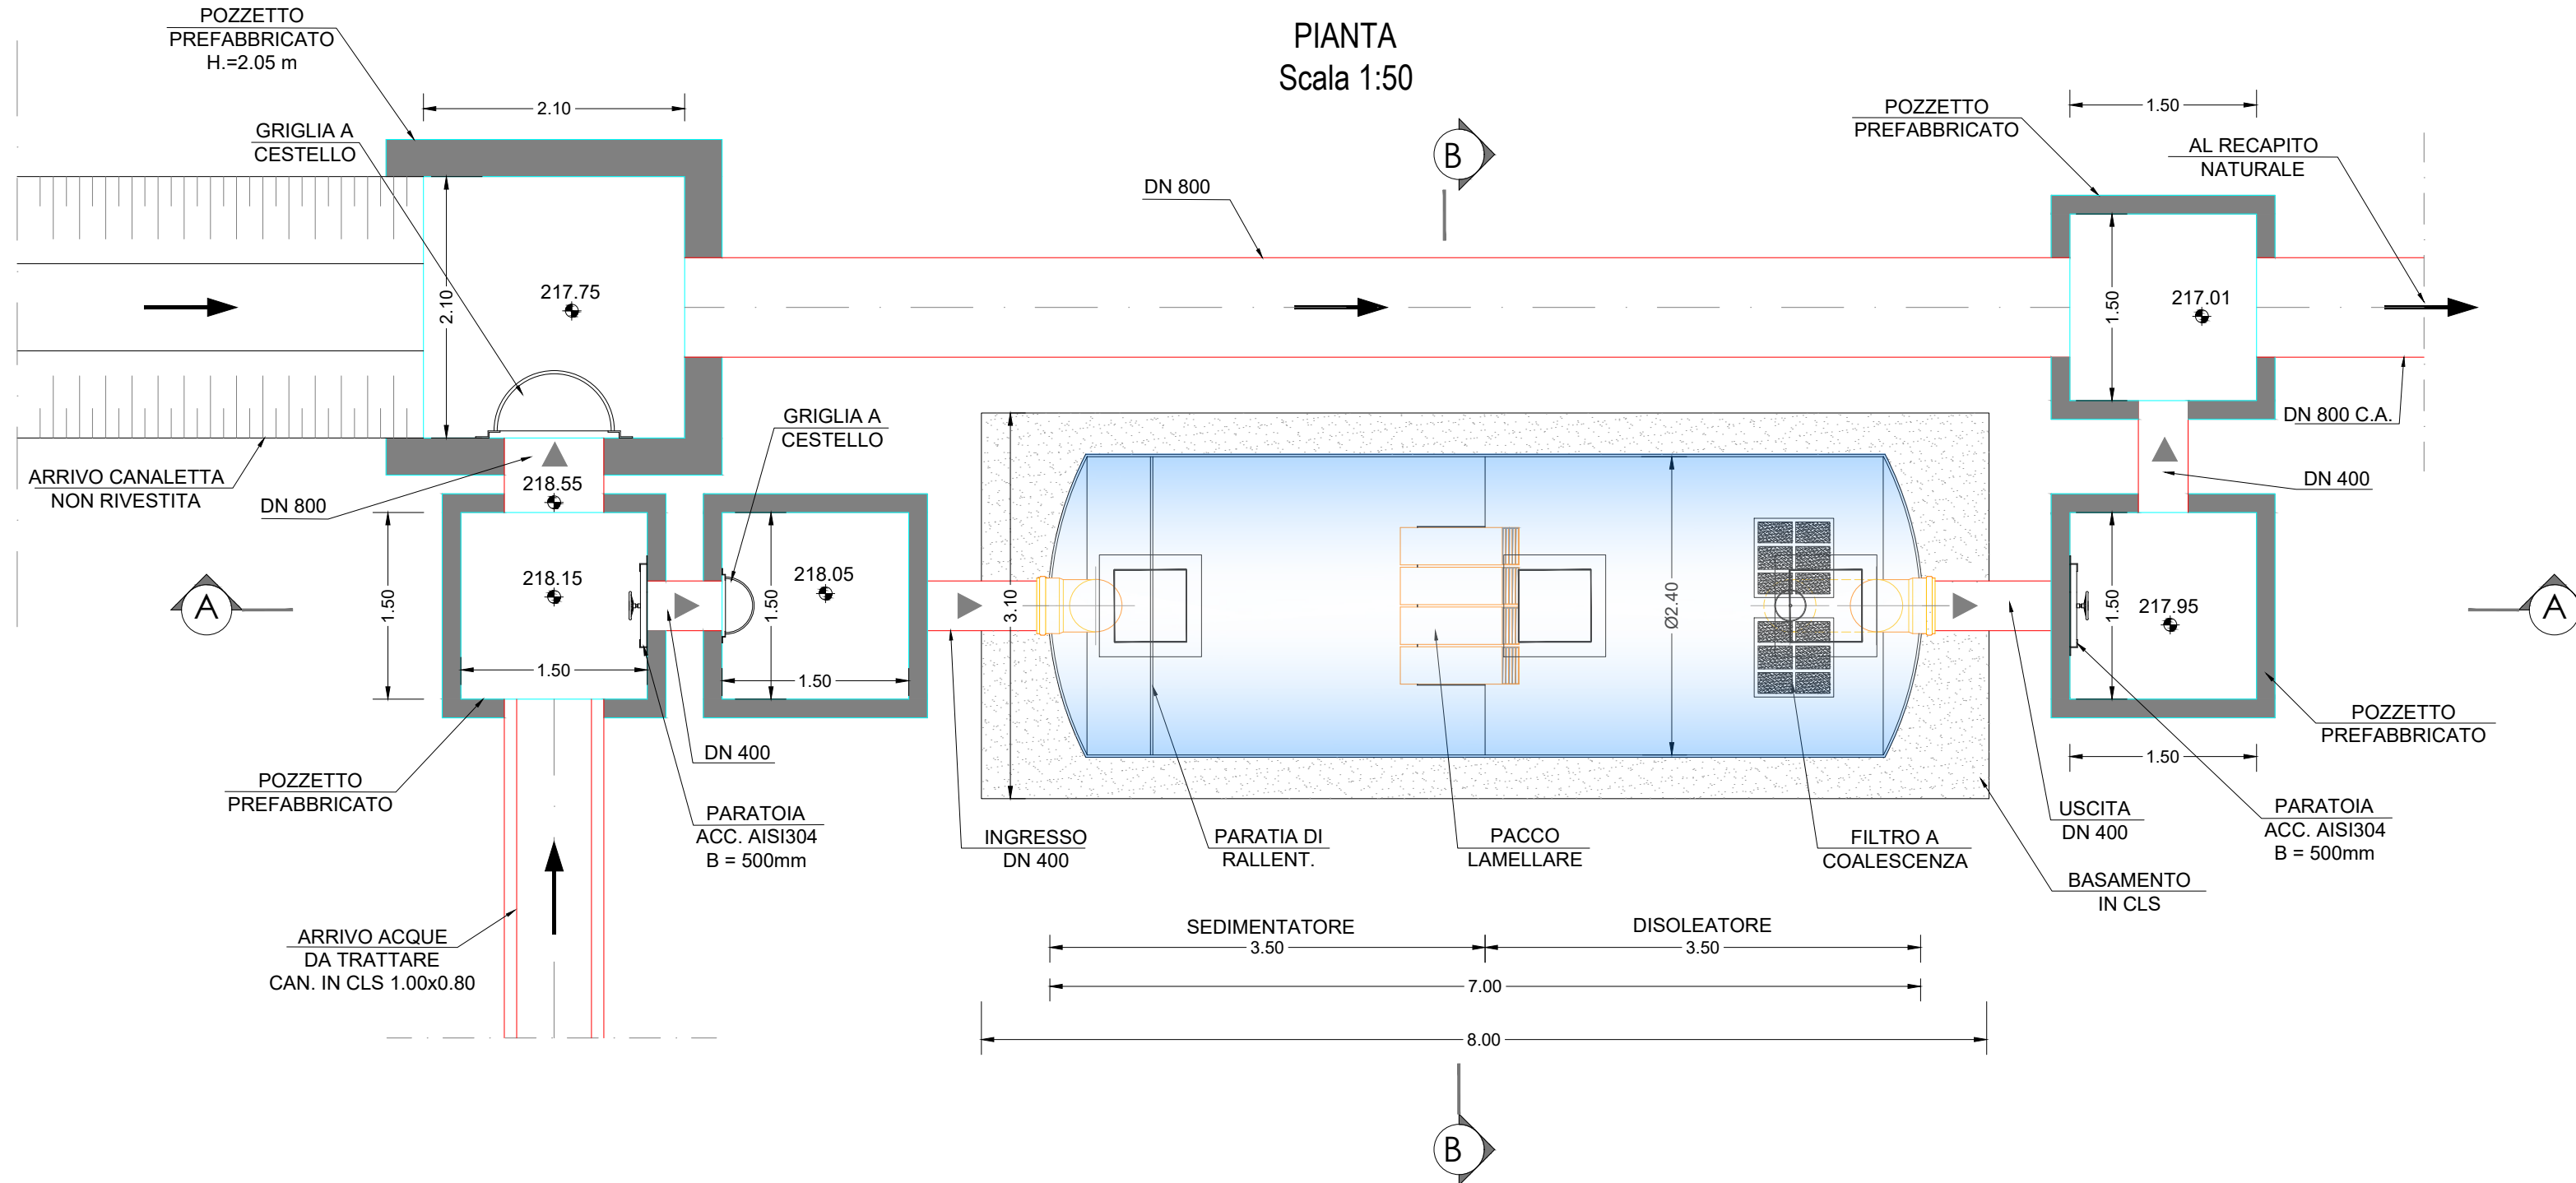 PIANTA
Scala 1:50
POZZETTO
PREFABBRICATO
H.=2.05 m
GRIGLIA A
CESTELLO
2.10
2.10
217.75
B
DN 800
POZZETTO
PREFABBRICATO
1.50
AL RECAPITO
NATURALE
1.50
217.01
DN 800 C.A.
ARRIVO CANALETTA
NON RIVESTITA
DN 800
218.55
GRIGLIA A
CESTELLO
DN 400
A
1.50
218.15
1.50
1.50
218.05
1.50
3.10
Ø2.40
1.50
217.95
1.50
A
POZZETTO
PREFABBRICATO
DN 400
PARATOIA
ACC. AISI304
B = 500mm
INGRESSO
DN 400
PARATIA DI
RALLENT.
PACCO
LAMELLARE
FILTRO A
COALESCENZA
USCITA
DN 400
PARATOIA
ACC. AISI304
B = 500mm
POZZETTO
PREFABBRICATO
BASAMENTO
IN CLS
ARRIVO ACQUE
DA TRATTARE
CAN. IN CLS 1.00x0.80
SEDIMENTATORE
3.50
DISOLEATORE
3.50
7.00
8.00
B